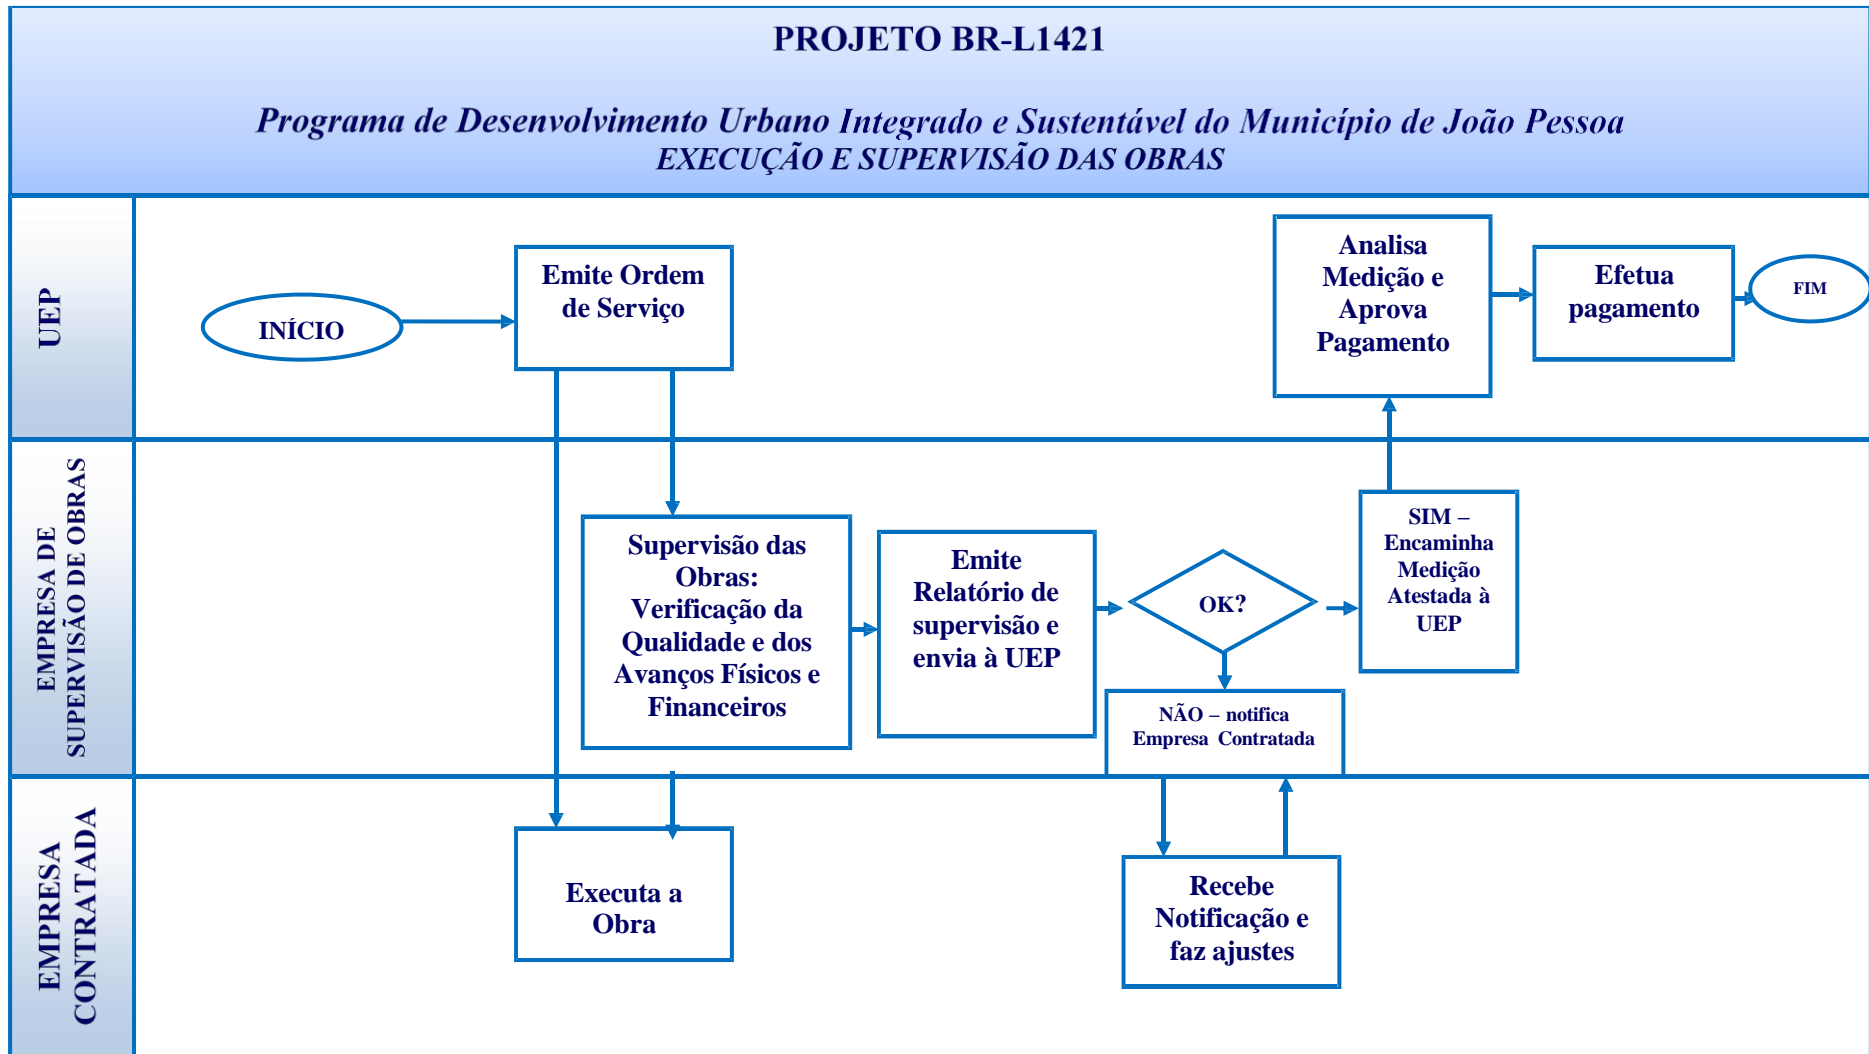 PROJETO BR-L1421
Programa de Desenvolvimento Urbano Integrado e Sustentável do Município de João Pessoa
EXECUÇÃO E SUPERVISÃO DAS OBRAS
UEP
INÍCIO
Emite Ordem
de Serviço
Analisa
Medição e
Aprova
Pagamento
Efetua
pagamento
FIM
EMPRESA DE
SUPERVISÃO DE OBRAS
Supervisão das
Obras:
Verificação da
Qualidade e dos
Avanços Físicos e
Financeiros
Emite
Relatório de
supervisão e
envia à UEP
OK?
SIM –
Encaminha
Medição
Atestada à
UEP
NÃO – notifica
Empresa Contratada
EMPRESA
CONTRATADA
Executa a
Obra
Recebe
Notificação e
faz ajustes